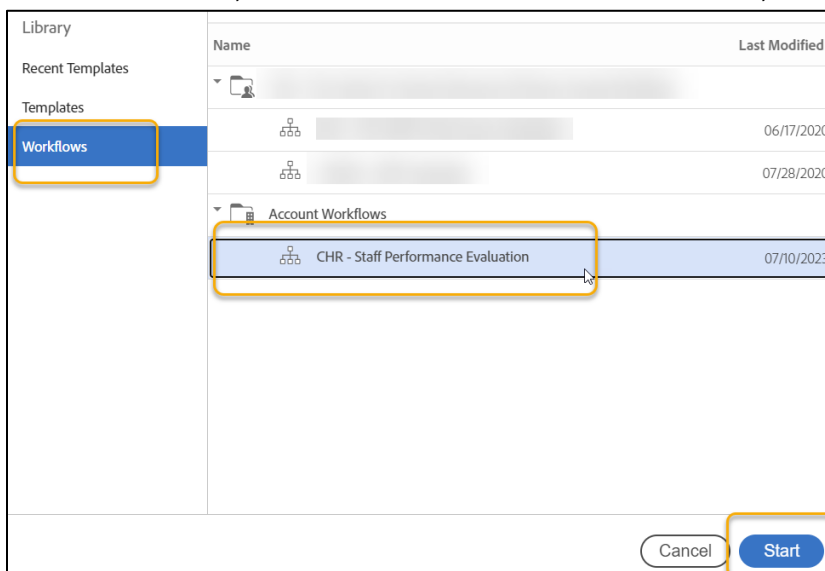 Library
Name Last Modified
Recent Templates
Templates
06/17/2020
Workflows
07/28/2020
Account Workflows
CHR - Staff Performance Evaluation 07/10/2023
Cancel Start